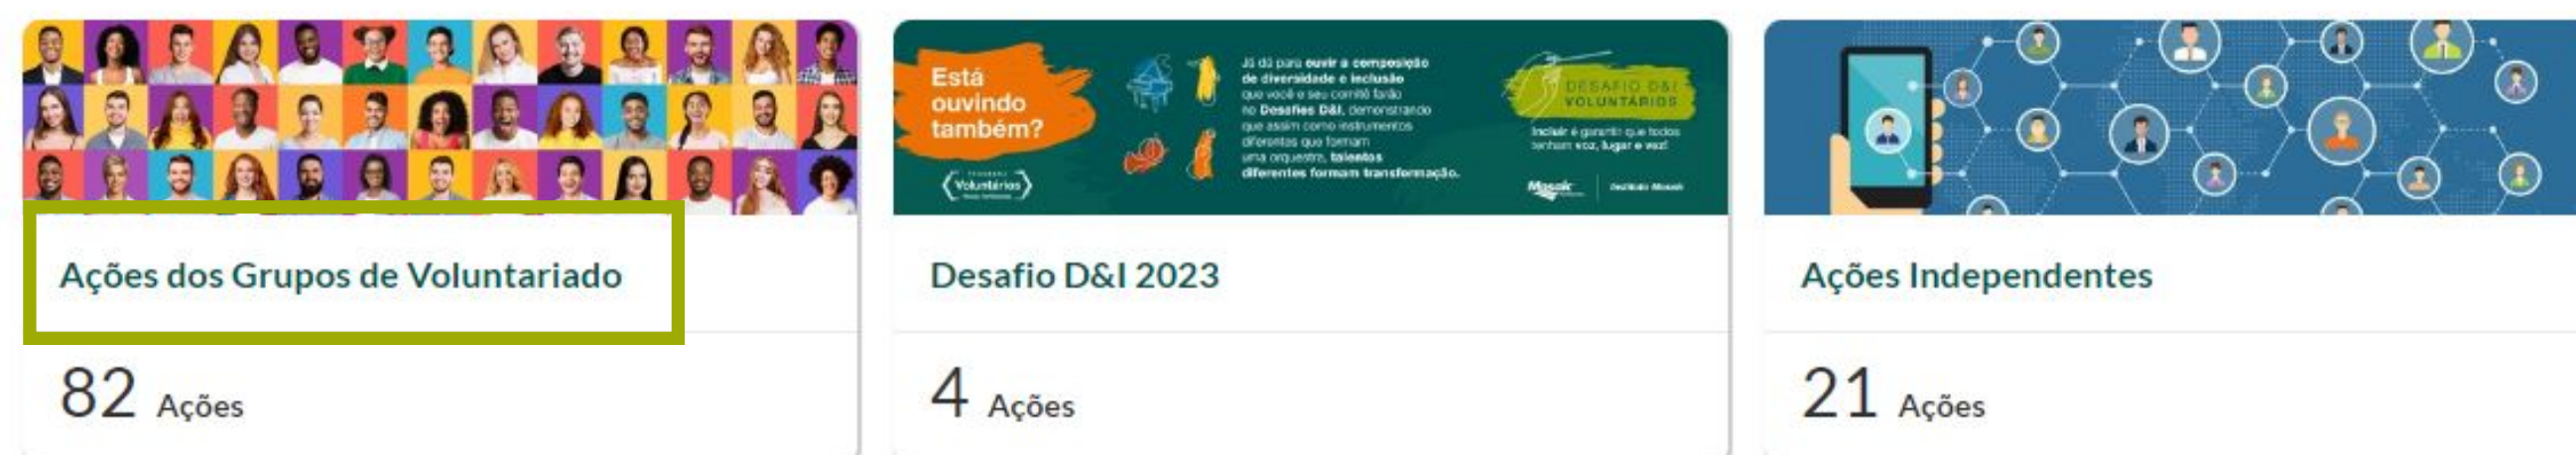 Está
ouvindo
também?
Voluntários
Já dá para ouvir a composição
de diversidade e inclusão
que você e seu comitê farão
no Desafios D&I, demonstrando
que assim como instrumentos
diferentes que formam
uma orquestra, talentos
diferentes formam transformação.
DESAFIO D&I
VOLUNTÁRIOS
Incluir é garantir que todos
tenham voz, lugar e vez!
Mosaic
Instituto Mosaic
Ações dos Grupos de Voluntariado
Desafio D&I 2023
Ações Independentes
82 Ações
4 Ações
21 Ações